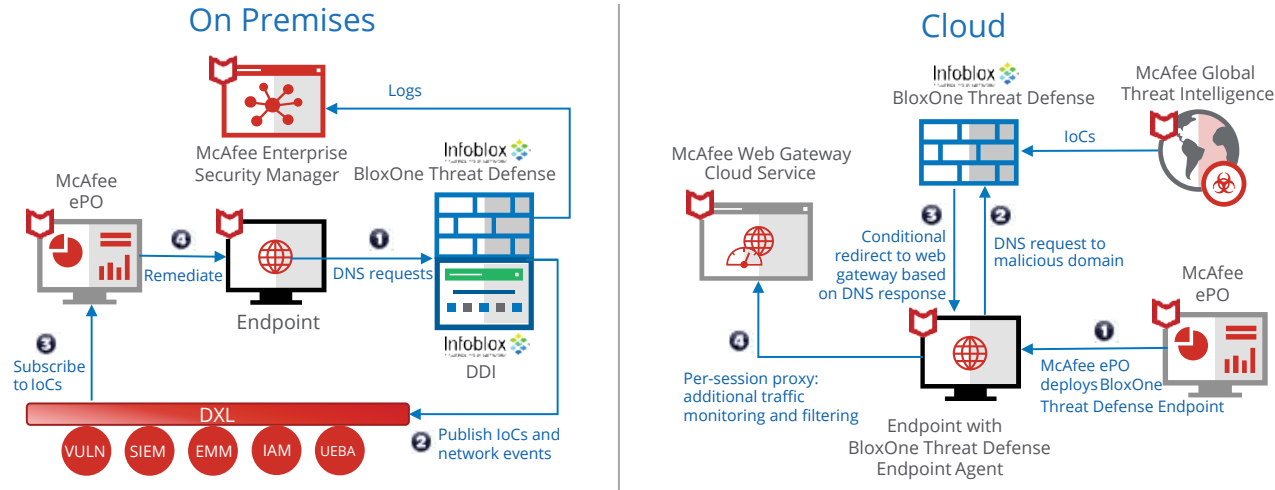 On Premises
Logs
McAfee Enterprise
Security Manager
Infoblox
BloxOne Threat Defense
McAfee
ePO
4
Remediate
1
DNS requests
Endpoint
Infoblox
DDI
3
Subscribe
to IoCs
DXL
VULN
SIEM
EMM
IAM
UEBA
2
Publish IoCs and
network events
Cloud
Infoblox
BloxOne Threat Defense
McAfee Global
Threat Intelligence
IoCs
McAfee Web Gateway
Cloud Service
3
Conditional
redirect to web
gateway based
on DNS response
2
DNS request to
malicious domain
McAfee
ePO
1
McAfee ePO
deploys BloxOne
Threat Defense Endpoint
4
Per-session proxy:
additional traffic
monitoring and filtering
Endpoint with
BloxOne Threat Defense
Endpoint Agent